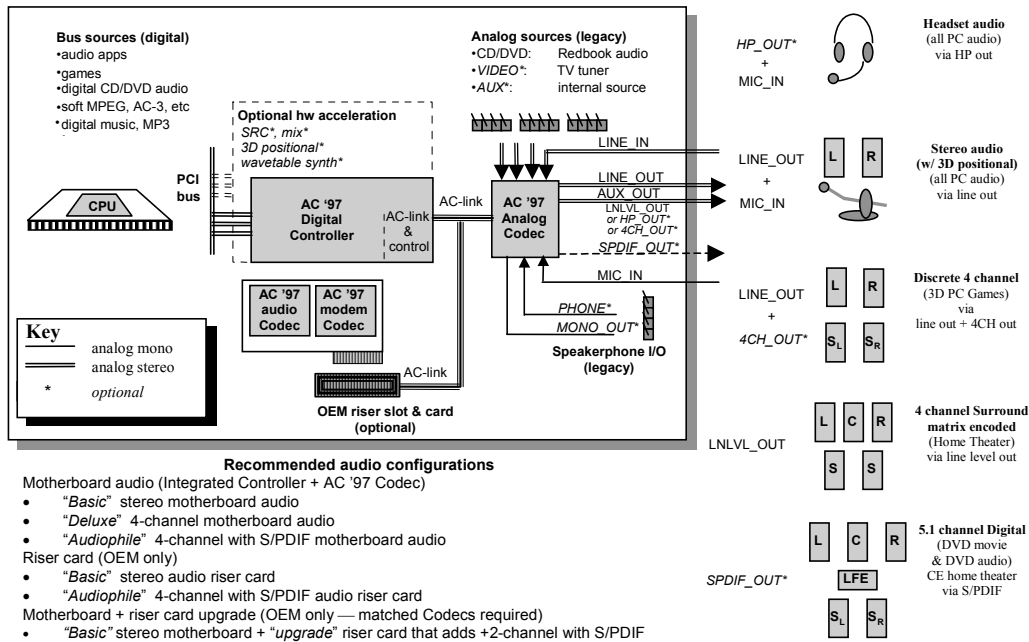 Bus sources (digital)
•audio apps
•games
•digital CD/DVD audio
•soft MPEG, AC-3, etc
•digital music, MP3
Analog sources (legacy)
•CD/DVD: Redbook audio
•VIDEO*: TV tuner
•AUX*: internal source
Optional hw acceleration
SRC*, mix*
3D positional*
wavetable synth*
PCI
bus
CPU
AC '97
Digital
Controller
AC-link
&
control
AC-link
AC '97
Analog
Codec
LINE_IN
LINE_OUT
AUX_OUT
LNLVL_OUT
or HP_OUT*
or 4CH_OUT*
SPDIF_OUT*
MIC_IN
PHONE*
MONO_OUT*
Speakerphone I/O
(legacy)
AC '97
audio
Codec
AC '97
modem
Codec
AC-link
OEM riser slot & card
(optional)
Key
analog mono
analog stereo
* optional
HP_OUT*
+
MIC_IN
Headset audio
(all PC audio)
via HP out
LINE_OUT
+
MIC_IN
L R
Stereo audio
(w/ 3D positional)
(all PC audio)
via line out
LINE_OUT
+
4CH_OUT*
L R
SL SR
Discrete 4 channel
(3D PC Games)
via
line out + 4CH out
LNLVL_OUT
L C R
S S
4 channel Surround
matrix encoded
(Home Theater)
via line level out
SPDIF_OUT*
L C R
LFE
SL SR
5.1 channel Digital
(DVD movie
& DVD audio)
CE home theater
via S/PDIF
Recommended audio configurations
Motherboard audio (Integrated Controller + AC '97 Codec)
• "Basic" stereo motherboard audio
• "Deluxe" 4-channel motherboard audio
• "Audiophile" 4-channel with S/PDIF motherboard audio
Riser card (OEM only)
• "Basic" stereo audio riser card
• "Audiophile" 4-channel with S/PDIF audio riser card
Motherboard + riser card upgrade (OEM only — matched Codecs required)
• "Basic" stereo motherboard + "upgrade" riser card that adds +2-channel with S/PDIF